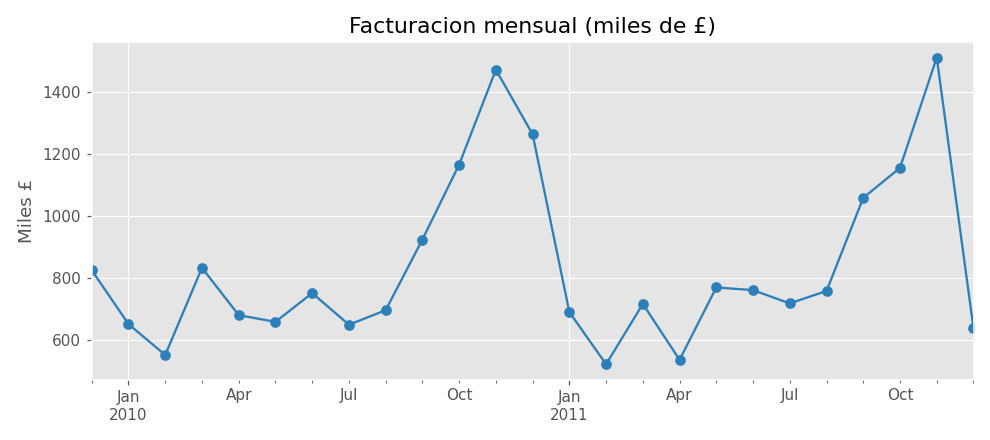 Facturacion mensual (miles de £)
Miles £
1400
1200
1000
800
600
Jan Apr Jul Oct Jan Apr Jul Oct
2010 2011